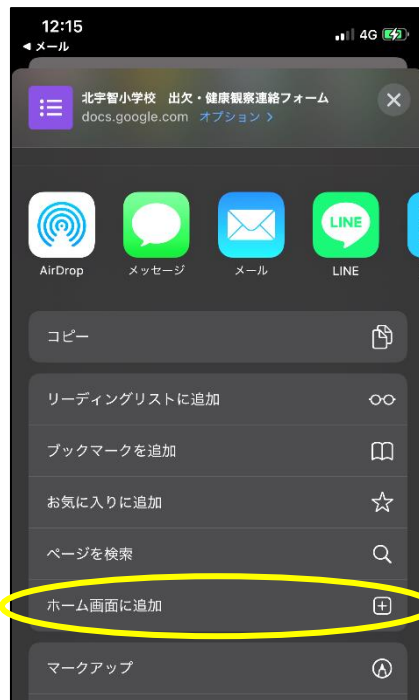 12:15
4G
◀ メール
北宇智小学校　出欠・健康観察連絡フォーム
docs.google.com オプション >
AirDrop
メッセージ
メール
LINE
LINE
コピー
リーディングリストに追加
ブックマークを追加
お気に入りに追加
ページを検索
ホーム画面に追加
マークアップ